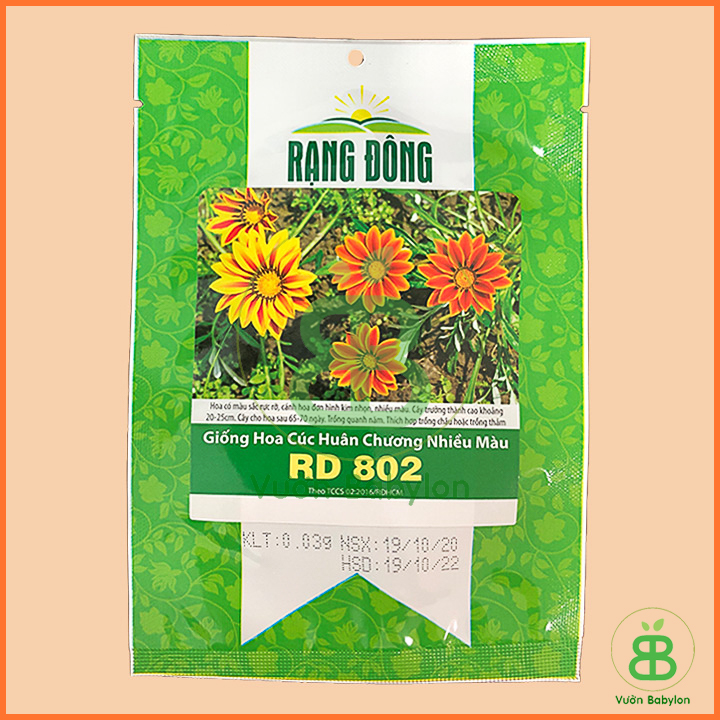 RẠNG ĐÔNG
Hoa có màu sắc rực rỡ, cánh hoa đơn hình kim nhọn, nhiều màu. Cây trưởng thành cao khoảng
20-25cm. Cây cho hoa sau 65-70 ngày. Trồng quanh năm. Thích hợp trồng chậu hoặc trồng thảm
Giống Hoa Cúc Huân Chương Nhiều Màu
RD 802
Vườn Babylon
Theo TCCS 02:2016/RDHCM
KLT:0.03g NSX:19/10/20
HSD:19/10/22
Vườn Babylon